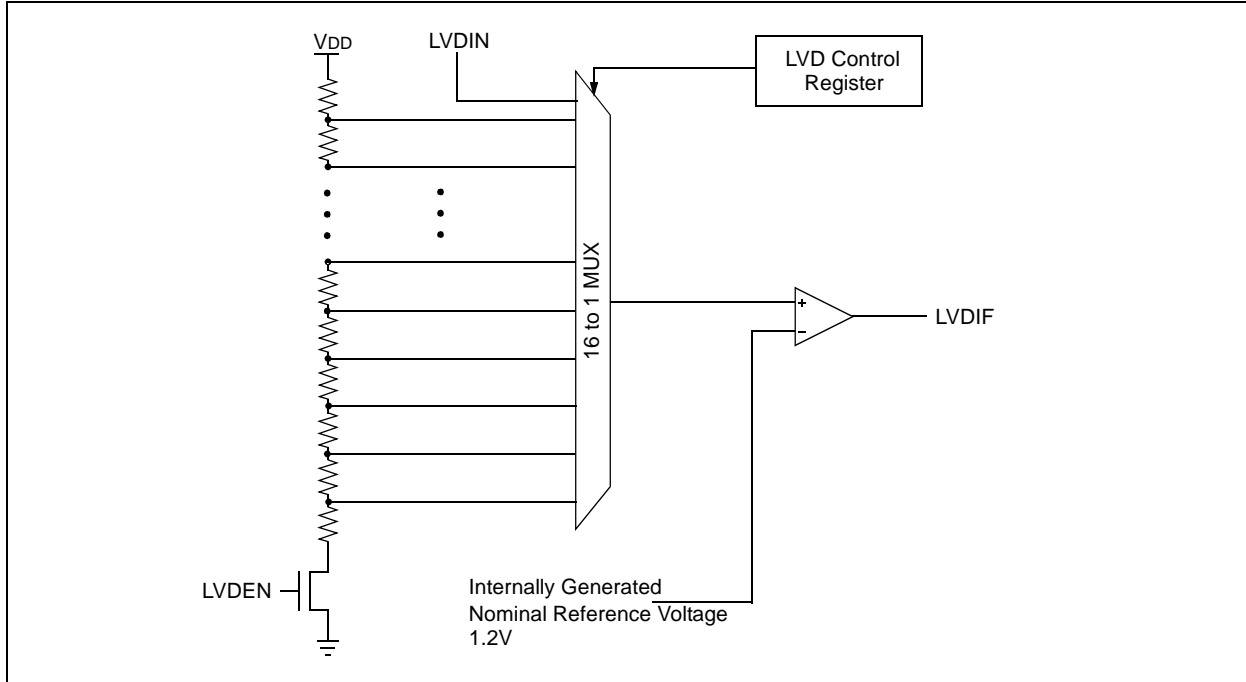 VDD
LVDIN
LVD Control
Register
16 to 1 MUX
+
−
LVDIF
LVDEN
Internally Generated
Nominal Reference Voltage
1.2V